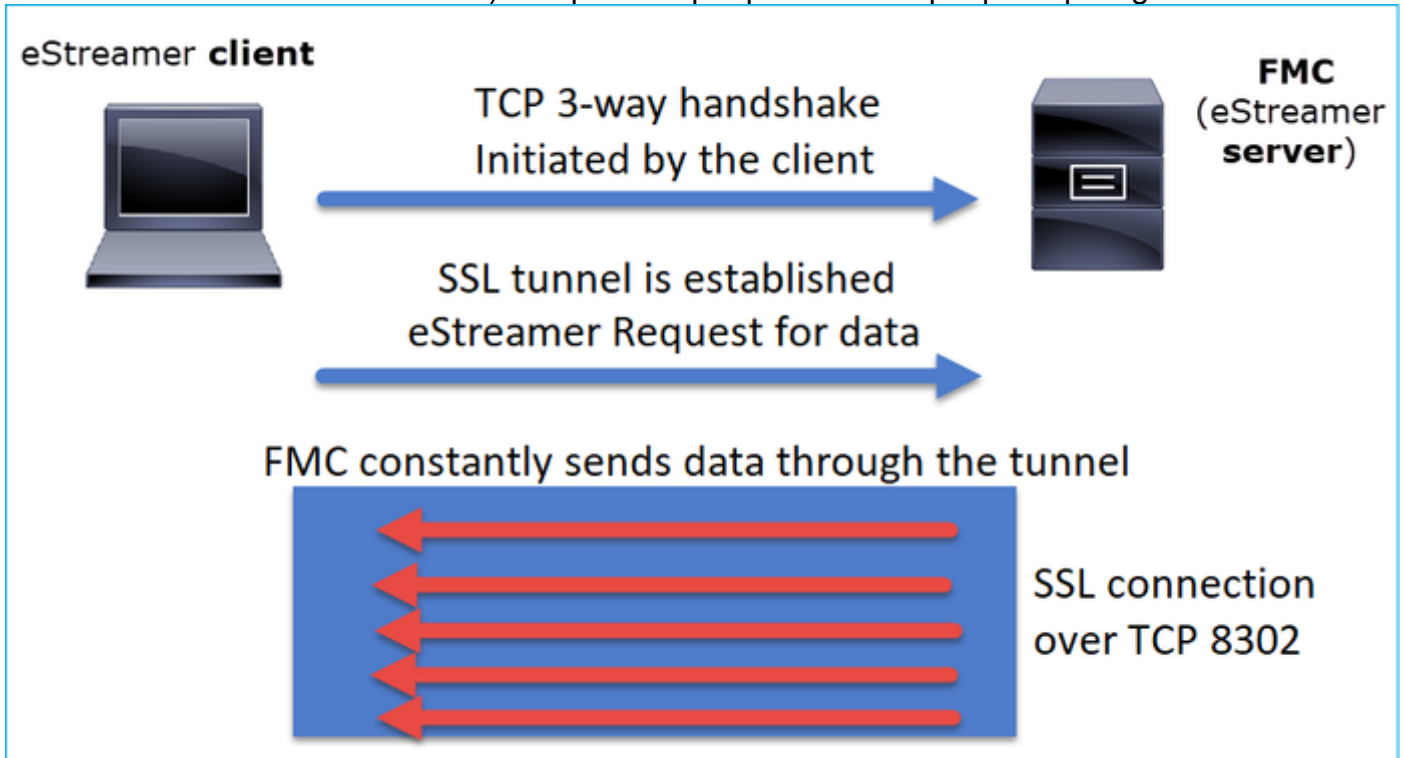 eStreamer client
FMC
(eStreamer
server)
TCP 3-way handshake
Initiated by the client
SSL tunnel is established
eStreamer Request for data
FMC constantly sends data through the tunnel
SSL connection
over TCP 8302